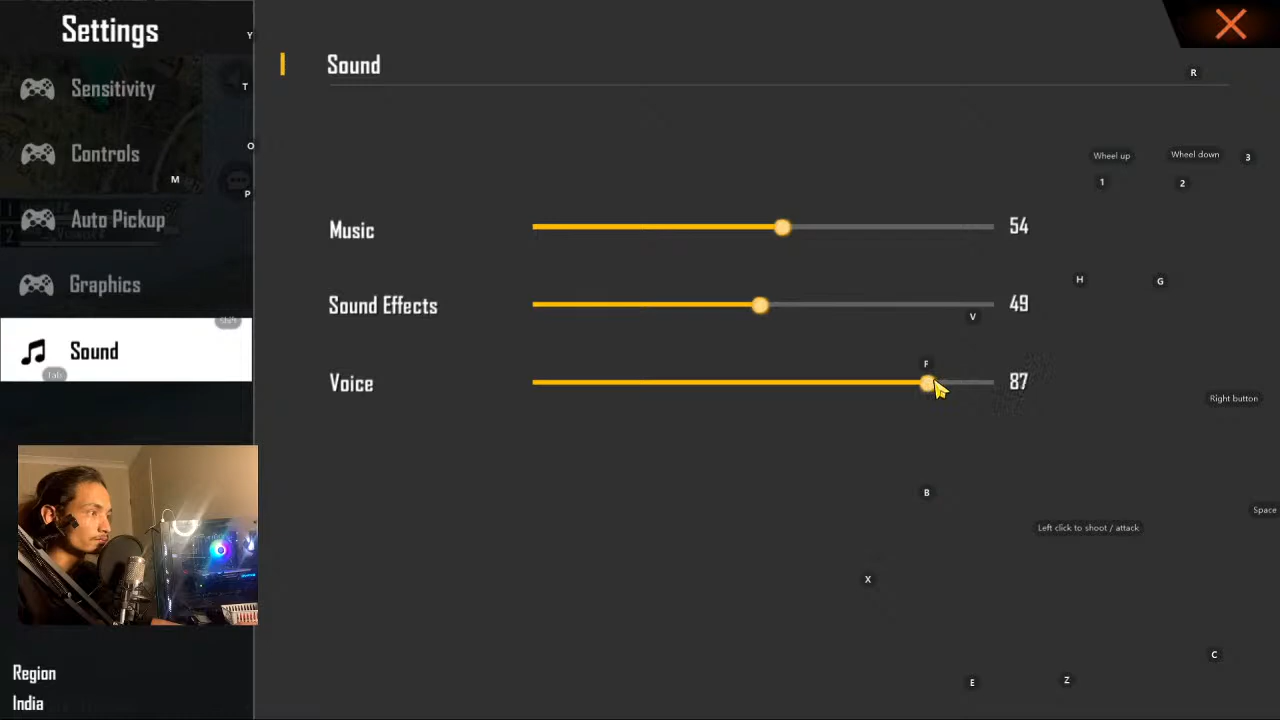 Settings
Y
Sensitivity
T
O
Controls
M
P
Auto Pickup
Graphics
Sound
Tab
Region
India
Sound
R
Wheel up
Wheel down
3
1
2
Music
54
H
G
Sound Effects
49
V
F
Voice
87
Right button
B
Space
Left click to shoot / attack
X
C
E
Z